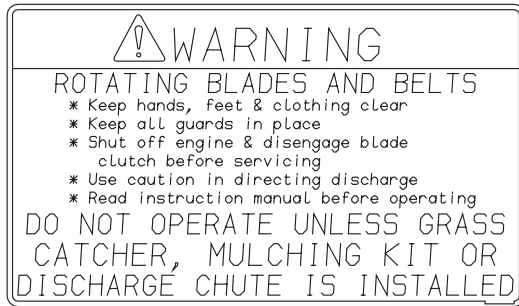 WARNING
ROTATING BLADES AND BELTS
* Keep hands, feet & clothing clear
* Keep all guards in place
* Shut off engine & disengage blade
clutch before servicing
* Use caution in directing discharge
* Read instruction manual before operating
DO NOT OPERATE UNLESS GRASS
CATCHER, MULCHING KIT OR
DISCHARGE CHUTE IS INSTALLED